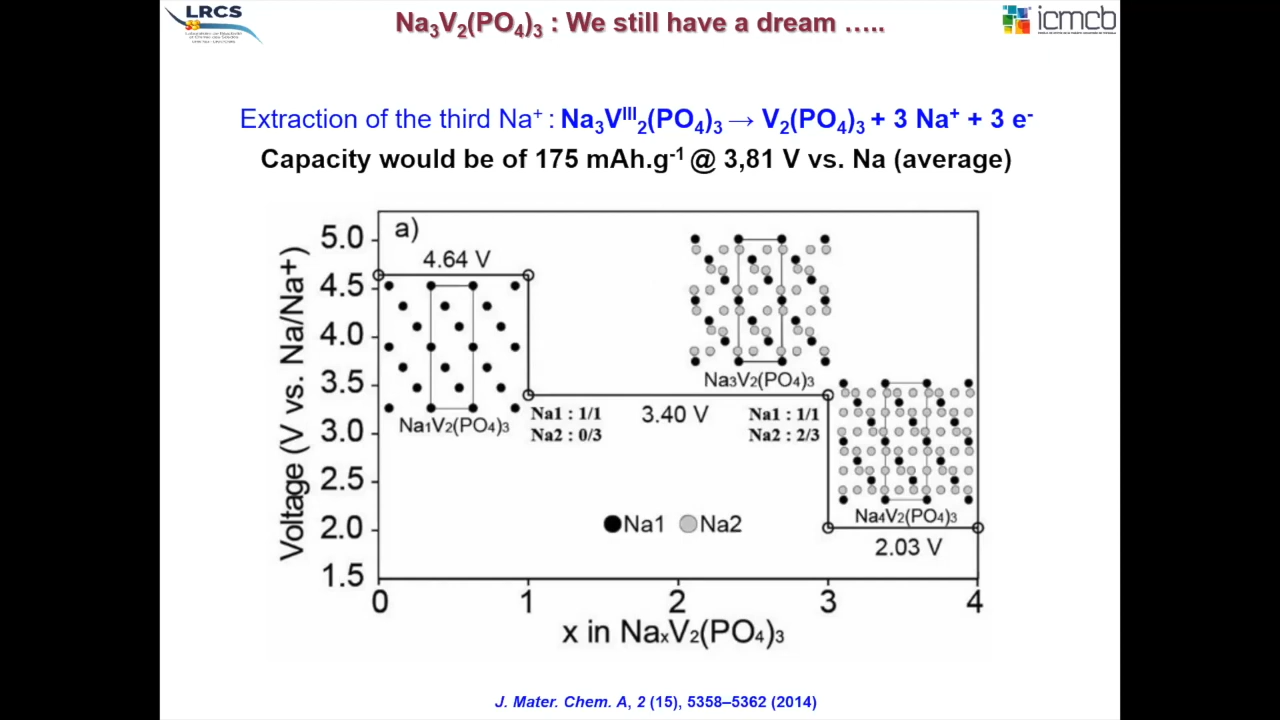 LRCS
icmcb
Na₃V₂(PO₄)₃ : We still have a dream …..
Extraction of the third Na⁺ : Na₃Vᴵᴵᴵ₂(PO₄)₃ → V₂(PO₄)₃ + 3 Na⁺ + 3 e⁻
Capacity would be of 175 mAh.g⁻¹ @ 3,81 V vs. Na (average)
a)
Voltage (V vs. Na/Na+)
5.0
4.5
4.0
3.5
3.0
2.5
2.0
1.5
4.64 V
Na₁V₂(PO₄)₃
Na₃V₂(PO₄)₃
Na1 : 1/1
Na2 : 0/3
3.40 V
Na1 : 1/1
Na2 : 2/3
Na1 Na2
Na₄V₂(PO₄)₃
2.03 V
0 1 2 3 4
x in NaₓV₂(PO₄)₃
J. Mater. Chem. A, 2 (15), 5358–5362 (2014)